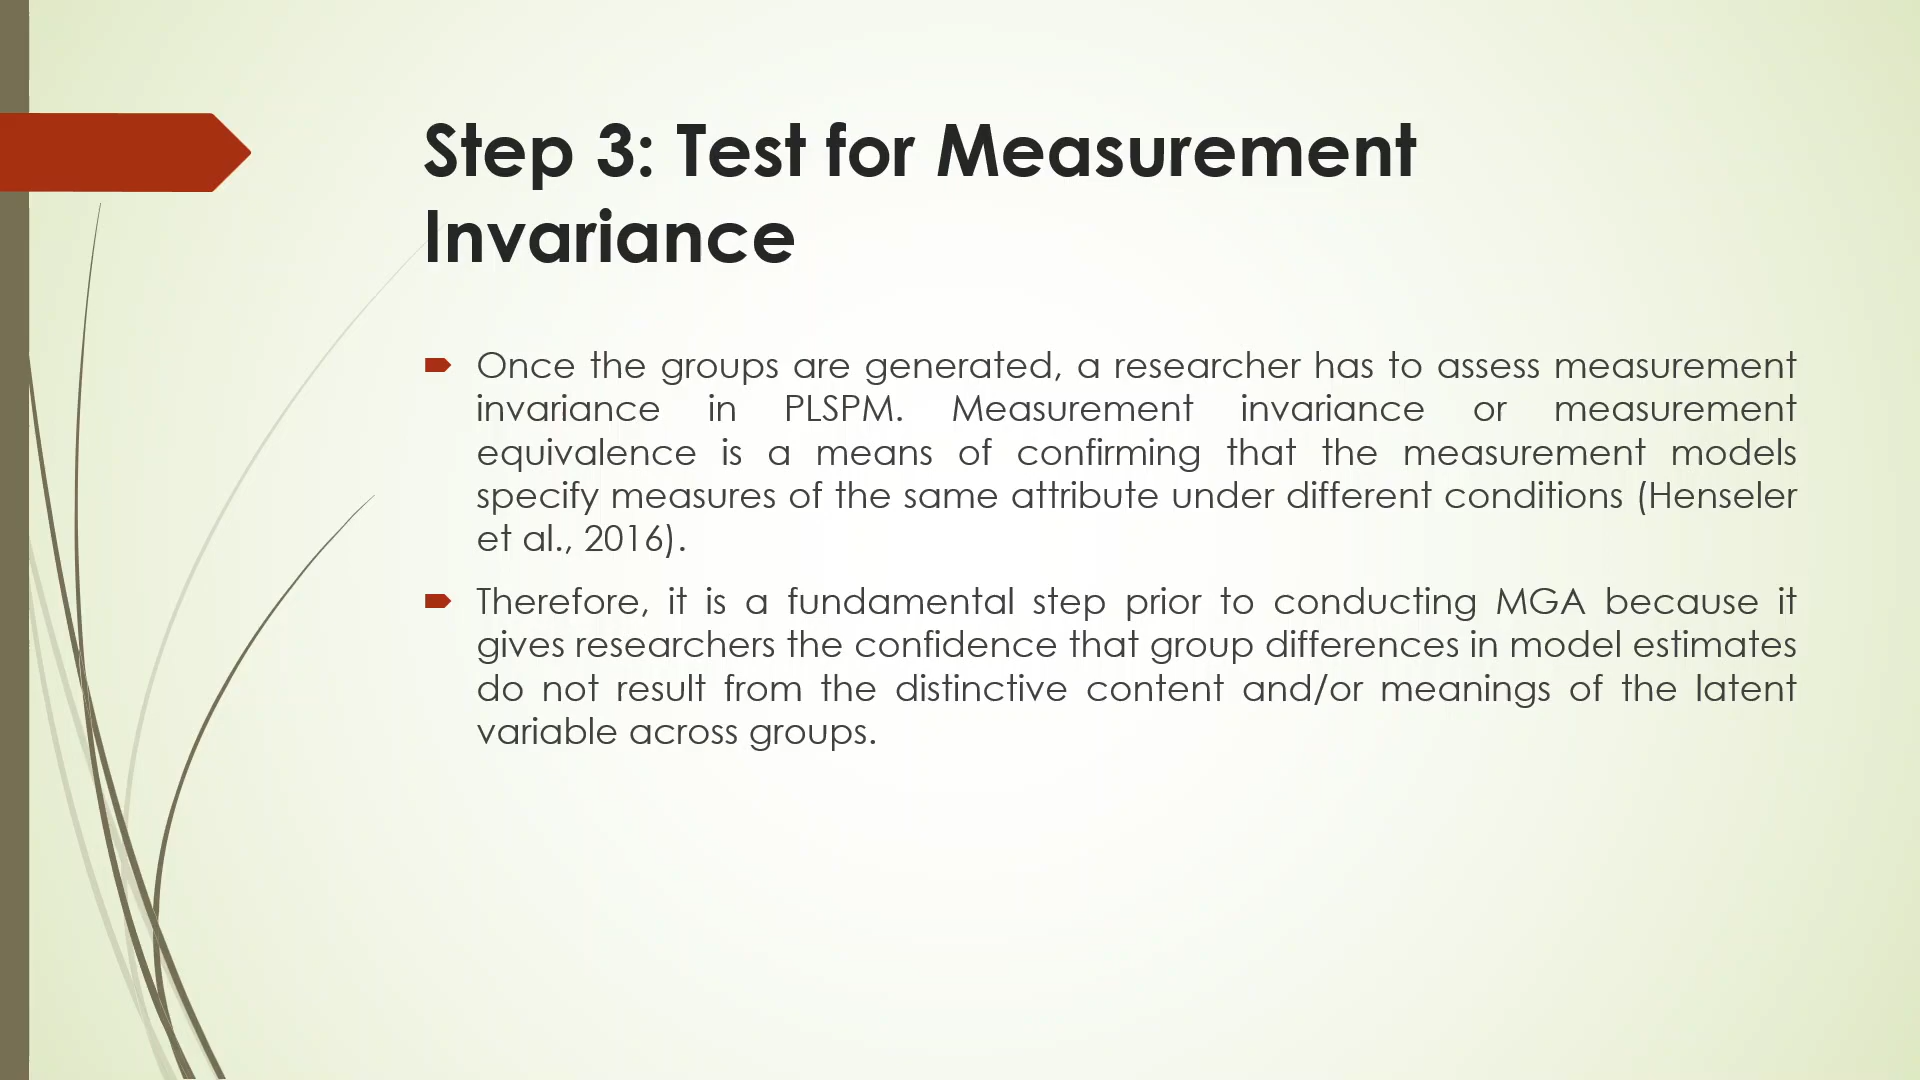 Step 3: Test for Measurement
Invariance
Once the groups are generated, a researcher has to assess measurement
invariance in PLSPM. Measurement invariance or measurement
equivalence is a means of confirming that the measurement models
specify measures of the same attribute under different conditions (Henseler
et al., 2016).
Therefore, it is a fundamental step prior to conducting MGA because it
gives researchers the confidence that group differences in model estimates
do not result from the distinctive content and/or meanings of the latent
variable across groups.